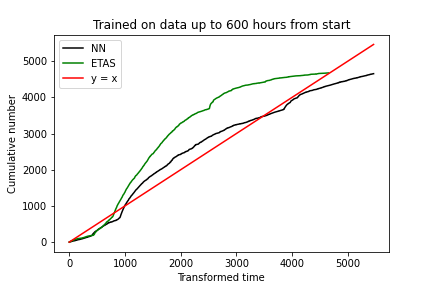 Trained on data up to 600 hours from start
NN
ETAS
y = x
Cumulative number
5000
4000
3000
2000
1000
0
0 1000 2000 3000 4000 5000
Transformed time